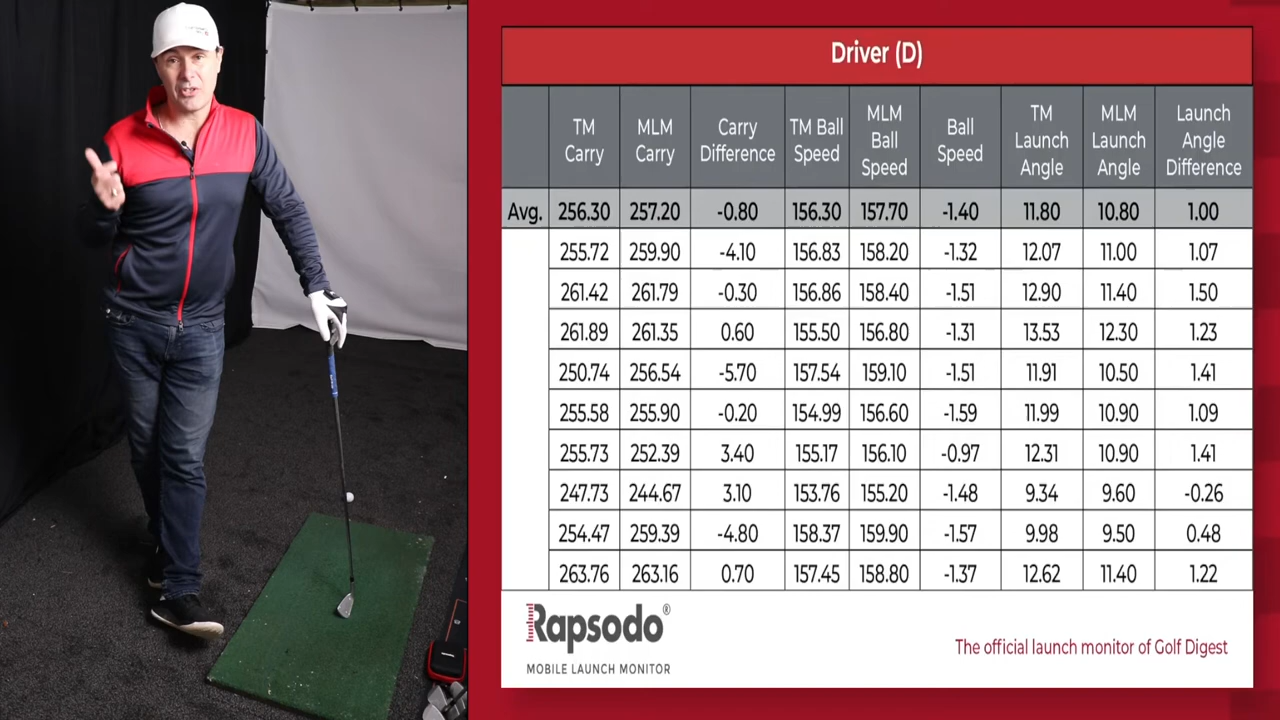 Driver (D)
TM Carry MLM Carry Carry Difference TM Ball Speed MLM Ball Speed Ball Speed TM Launch Angle MLM Launch Angle Launch Angle Difference
Avg. 256.30 257.20 -0.80 156.30 157.70 -1.40 11.80 10.80 1.00
255.72 259.90 -4.10 156.83 158.20 -1.32 12.07 11.00 1.07
261.42 261.79 -0.30 156.86 158.40 -1.51 12.90 11.40 1.50
261.89 261.35 0.60 155.50 156.80 -1.31 13.53 12.30 1.23
250.74 256.54 -5.70 157.54 159.10 -1.51 11.91 10.50 1.41
255.58 255.90 -0.20 154.99 156.60 -1.59 11.99 10.90 1.09
255.73 252.39 3.40 155.17 156.10 -0.97 12.31 10.90 1.41
247.73 244.67 3.10 153.76 155.20 -1.48 9.34 9.60 -0.26
254.47 259.39 -4.80 158.37 159.90 -1.57 9.98 9.50 0.48
263.76 263.16 0.70 157.45 158.80 -1.37 12.62 11.40 1.22
Rapsodo®
MOBILE LAUNCH MONITOR
The official launch monitor of Golf Digest